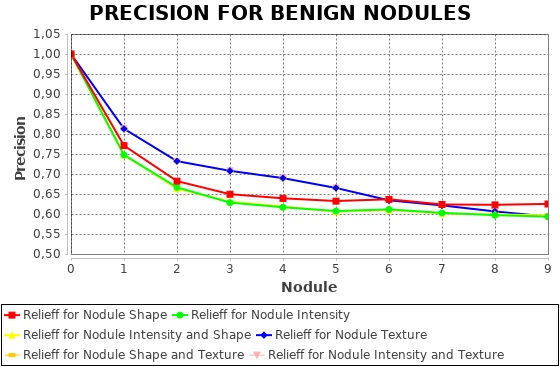 PRECISION FOR BENIGN NODULES
1,05
1,00
0,95
0,90
0,85
0,80
0,75
0,70
0,65
0,60
0,55
0,50
Precision
0 1 2 3 4 5 6 7 8 9
Nodule
Relieff for Nodule Shape Relieff for Nodule Intensity
Relieff for Nodule Intensity and Shape Relieff for Nodule Texture
Relieff for Nodule Shape and Texture Relieff for Nodule Intensity and Texture